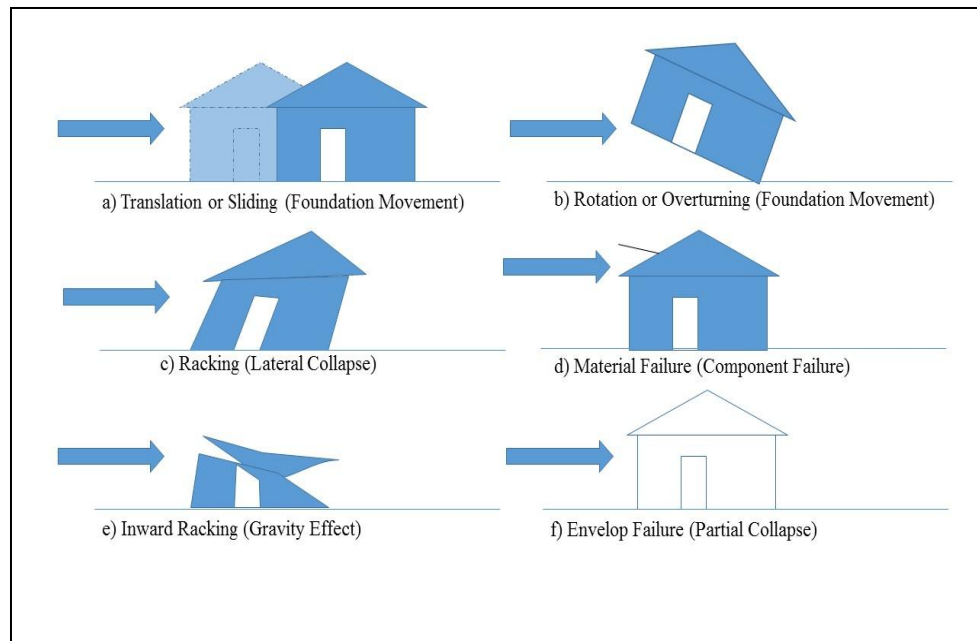 a) Translation or Sliding (Foundation Movement)
b) Rotation or Overturning (Foundation Movement)
c) Racking (Lateral Collapse)
d) Material Failure (Component Failure)
e) Inward Racking (Gravity Effect)
f) Envelop Failure (Partial Collapse)